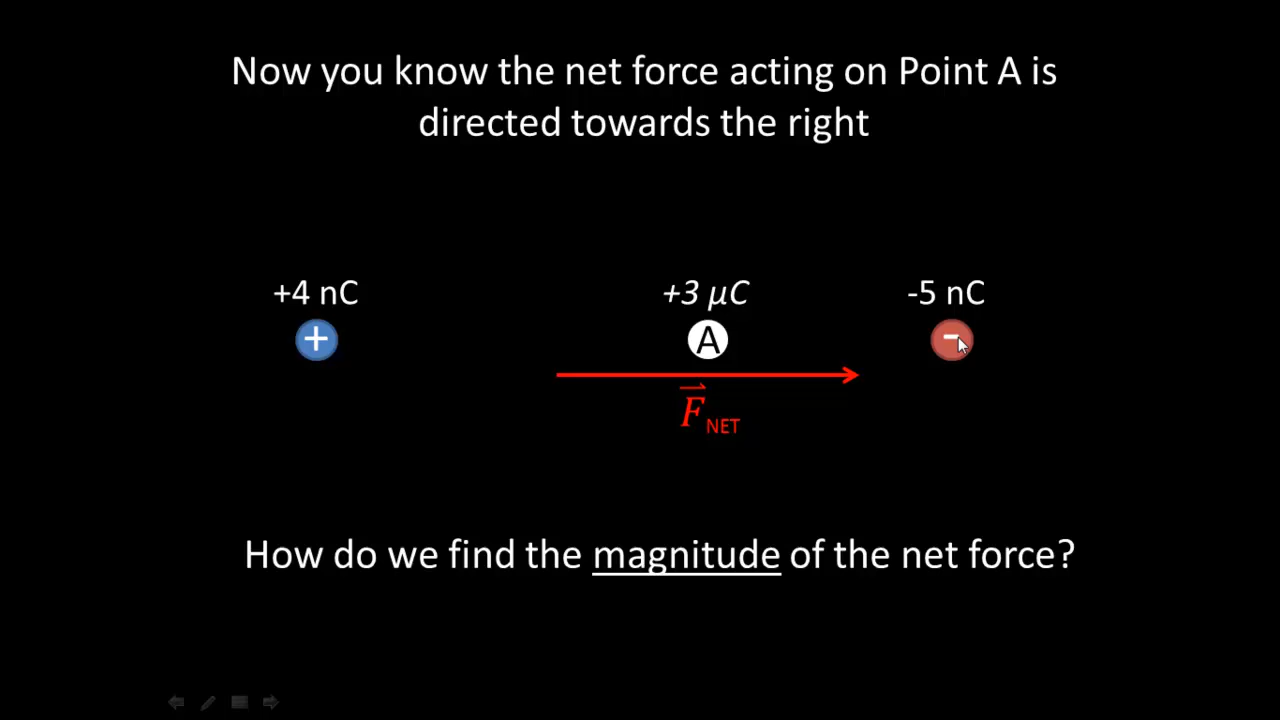 Now you know the net force acting on Point A is
directed towards the right
+4 nC +3 μC -5 nC
+ A -
F NET
How do we find the magnitude of the net force?